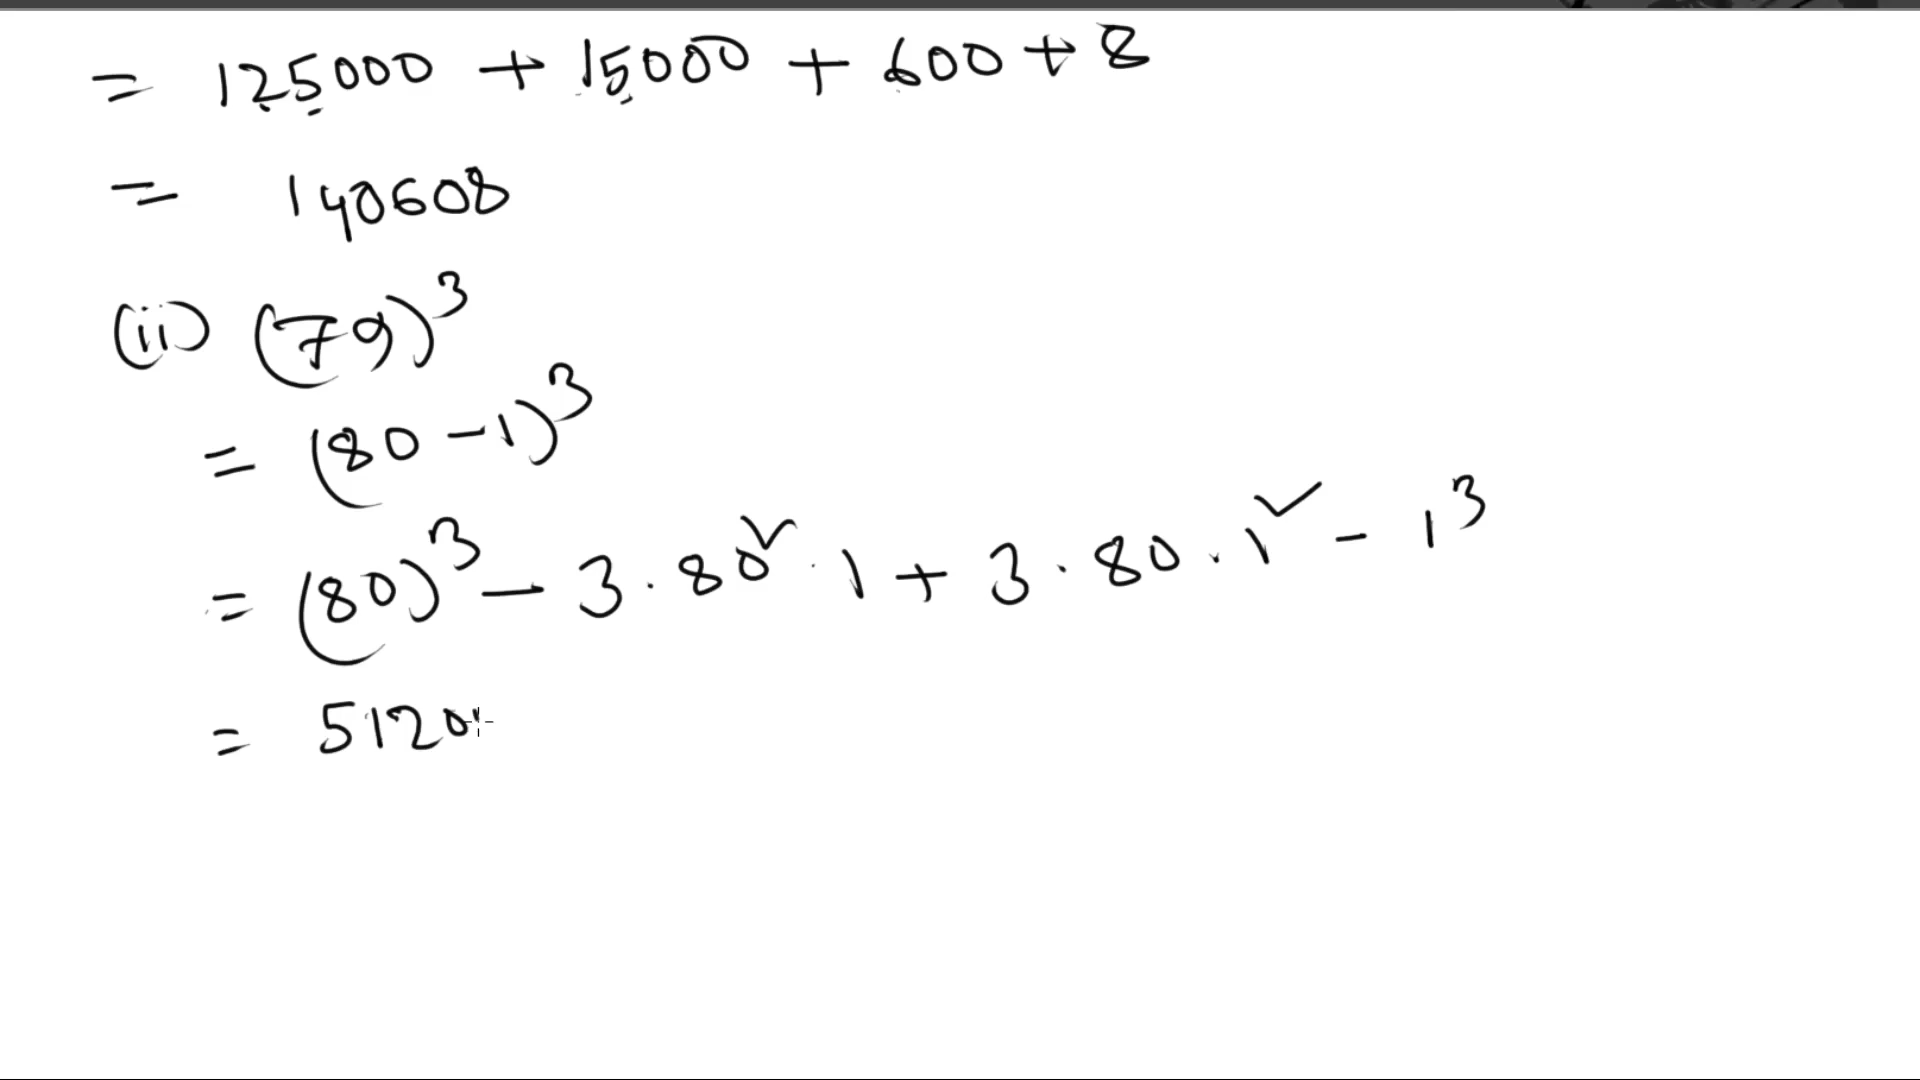 = 125000 + 15000 + 600 + 8
= 140608
(ii) (79)³
= (80 - 1)³
= (80)³ - 3 · 80² · 1 + 3 · 80 · 1² - 1³
= 5120